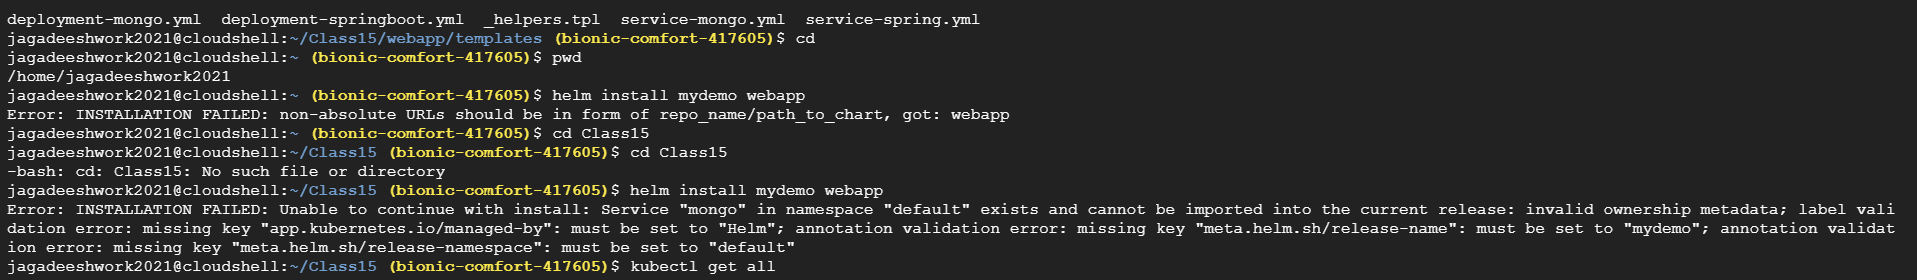 deployment-mongo.yml  deployment-springboot.yml  _helpers.tpl  service-mongo.yml  service-spring.yml
jagadeeshwork2021@cloudshell:~/Class15/webapp/templates (bionic-comfort-417605)$ cd
jagadeeshwork2021@cloudshell:~ (bionic-comfort-417605)$ pwd
/home/jagadeeshwork2021
jagadeeshwork2021@cloudshell:~ (bionic-comfort-417605)$ helm install mydemo webapp
Error: INSTALLATION FAILED: non-absolute URLs should be in form of repo_name/path_to_chart, got: webapp
jagadeeshwork2021@cloudshell:~ (bionic-comfort-417605)$ cd Class15
jagadeeshwork2021@cloudshell:~/Class15 (bionic-comfort-417605)$ cd Class15
-bash: cd: Class15: No such file or directory
jagadeeshwork2021@cloudshell:~/Class15 (bionic-comfort-417605)$ helm install mydemo webapp
Error: INSTALLATION FAILED: Unable to continue with install: Service "mongo" in namespace "default" exists and cannot be imported into the current release: invalid ownership metadata; label vali
dation error: missing key "app.kubernetes.io/managed-by": must be set to "Helm"; annotation validation error: missing key "meta.helm.sh/release-name": must be set to "mydemo"; annotation validat
ion error: missing key "meta.helm.sh/release-namespace": must be set to "default"
jagadeeshwork2021@cloudshell:~/Class15 (bionic-comfort-417605)$ kubectl get all